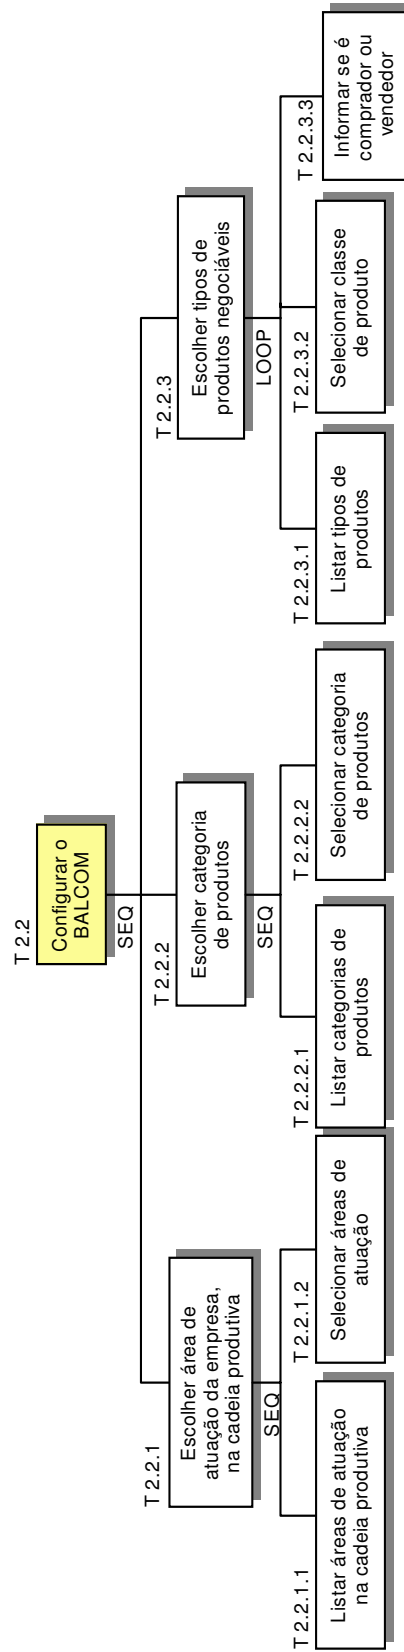 T 2.2
Configurar o
BALCOM
SEQ
T 2.2.1
Escolher área de
atuação da empresa,
na cadeia produtiva
SEQ
T 2.2.2
Escolher categoria
de produtos
SEQ
T 2.2.3
Escolher tipos de
produtos negociáveis
LOOP
T 2.2.1.1
Listar áreas de atuação
na cadeia produtiva
T 2.2.1.2
Selecionar áreas de
atuação
T 2.2.2.1
Listar categorias de
produtos
T 2.2.2.2
Selecionar categoria
de produtos
T 2.2.3.1
Listar tipos de
produtos
T 2.2.3.2
Selecionar classe
de produto
T 2.2.3.3
Informar se é
comprador ou
vendedor